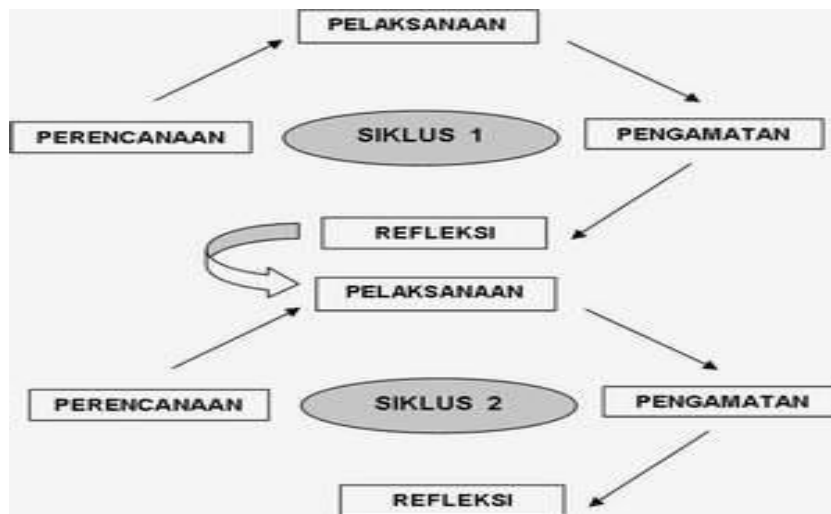 PELAKSANAAN
PERENCANAAN
SIKLUS 1
PENGAMATAN
REFLEKSI
PELAKSANAAN
PERENCANAAN
SIKLUS 2
PENGAMATAN
REFLEKSI